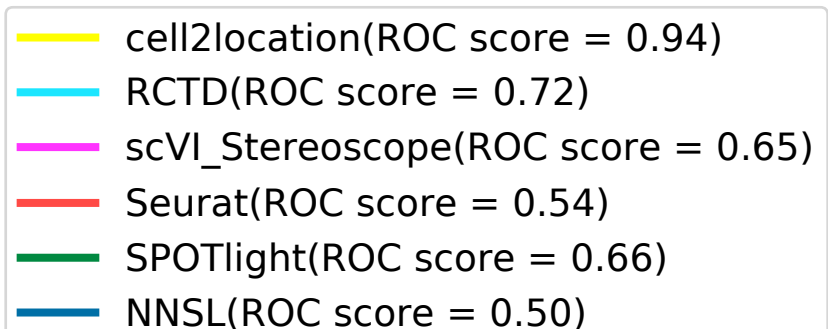 cell2location(ROC score = 0.94)
RCTD(ROC score = 0.72)
scVI_Stereoscope(ROC score = 0.65)
Seurat(ROC score = 0.54)
SPOTlight(ROC score = 0.66)
NNSL(ROC score = 0.50)